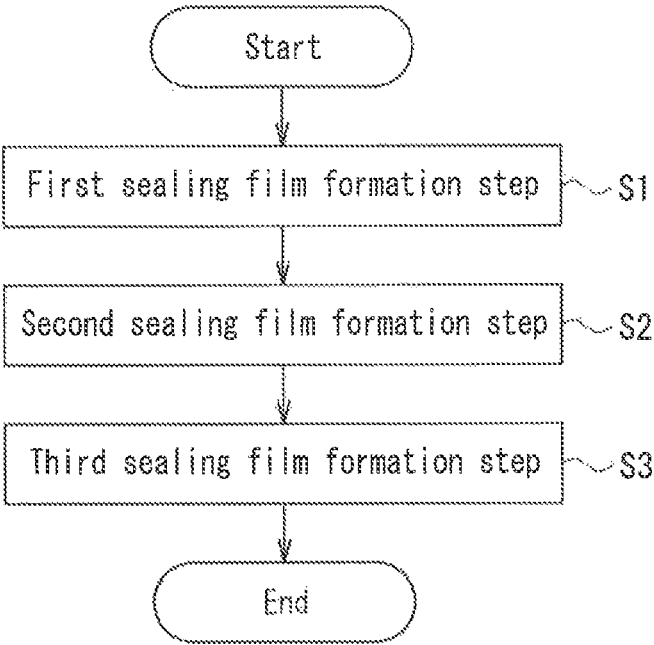 Start
First sealing film formation step
S1
Second sealing film formation step
S2
Third sealing film formation step
S3
End